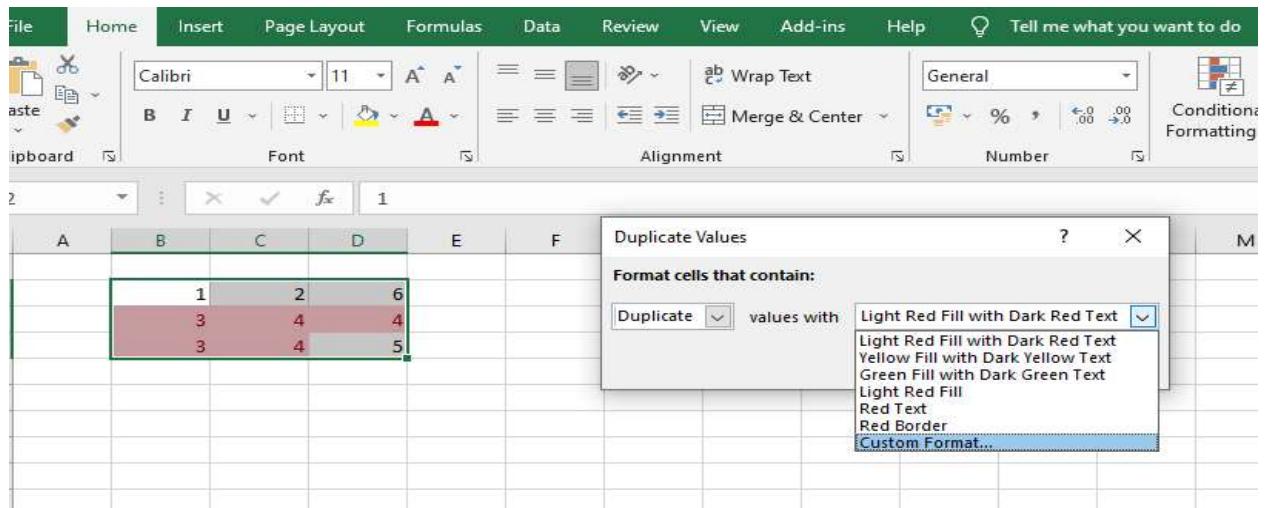 File Home Insert Page Layout Formulas Data Review View Add-ins Help Tell me what you want to do
Calibri 11 A A ab Wrap Text General
aste B I U A Merge & Center % , Conditiona
Formatting
ipboard Font Alignment Number
2 fx 1
A B C D E F M
1 2 6
3 4 4
3 4 5
Duplicate Values ? ×
Format cells that contain:
Duplicate values with Light Red Fill with Dark Red Text
Light Red Fill with Dark Red Text
Yellow Fill with Dark Yellow Text
Green Fill with Dark Green Text
Light Red Fill
Red Text
Red Border
Custom Format...